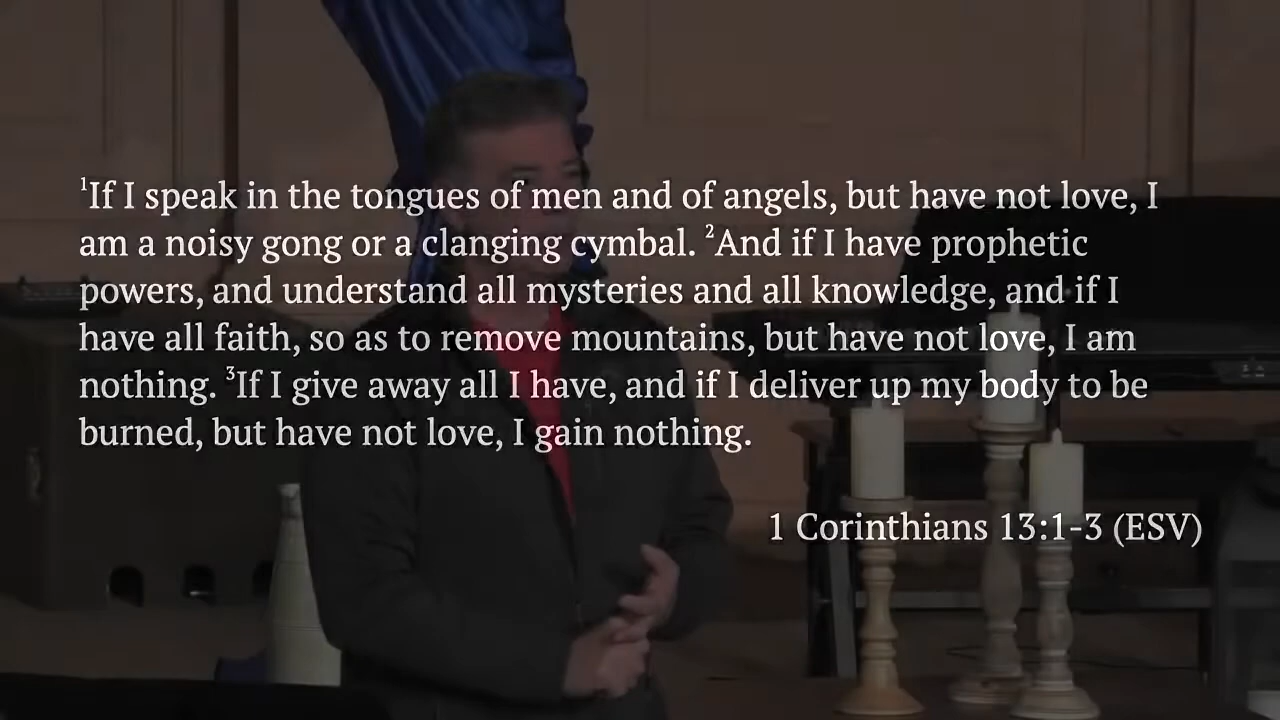 ¹If I speak in the tongues of men and of angels, but have not love, I
am a noisy gong or a clanging cymbal. ²And if I have prophetic
powers, and understand all mysteries and all knowledge, and if I
have all faith, so as to remove mountains, but have not love, I am
nothing. ³If I give away all I have, and if I deliver up my body to be
burned, but have not love, I gain nothing.
1 Corinthians 13:1-3 (ESV)